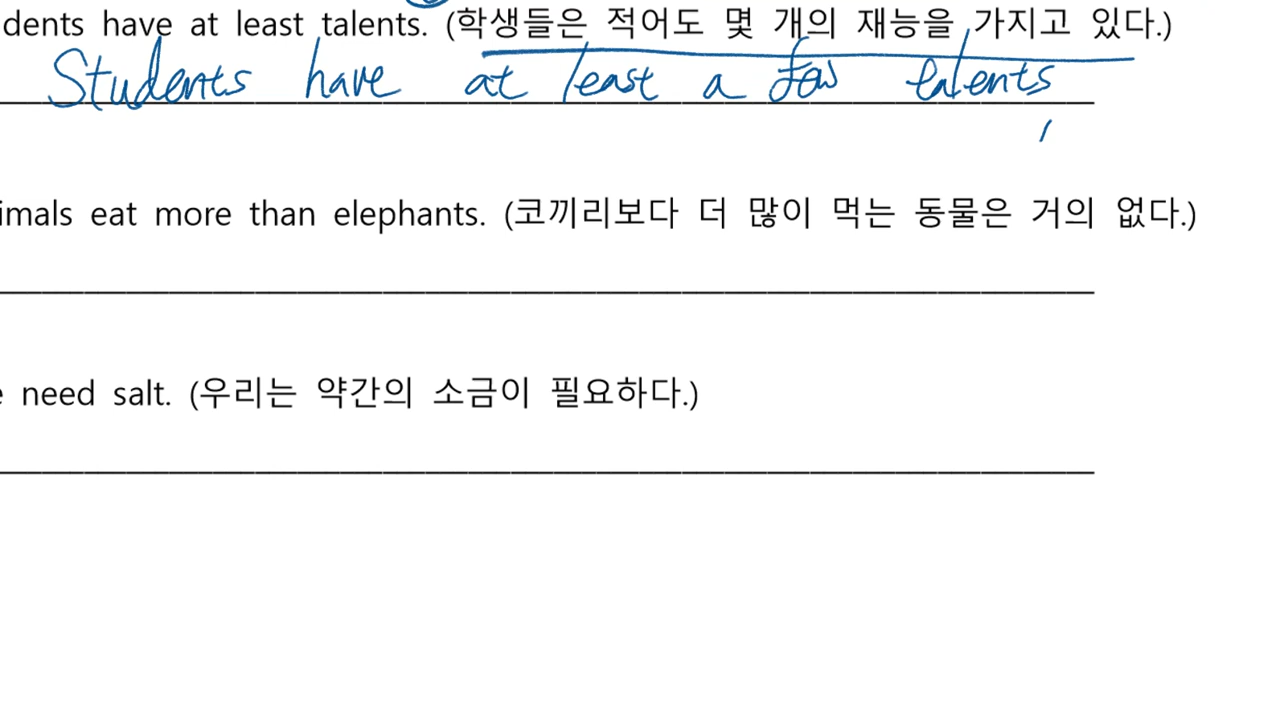 dents have at least talents. (학생들은 적어도 몇 개의 재능을 가지고 있다.)
Students have at least a few talents
imals eat more than elephants. (코끼리보다 더 많이 먹는 동물은 거의 없다.)
e need salt. (우리는 약간의 소금이 필요하다.)